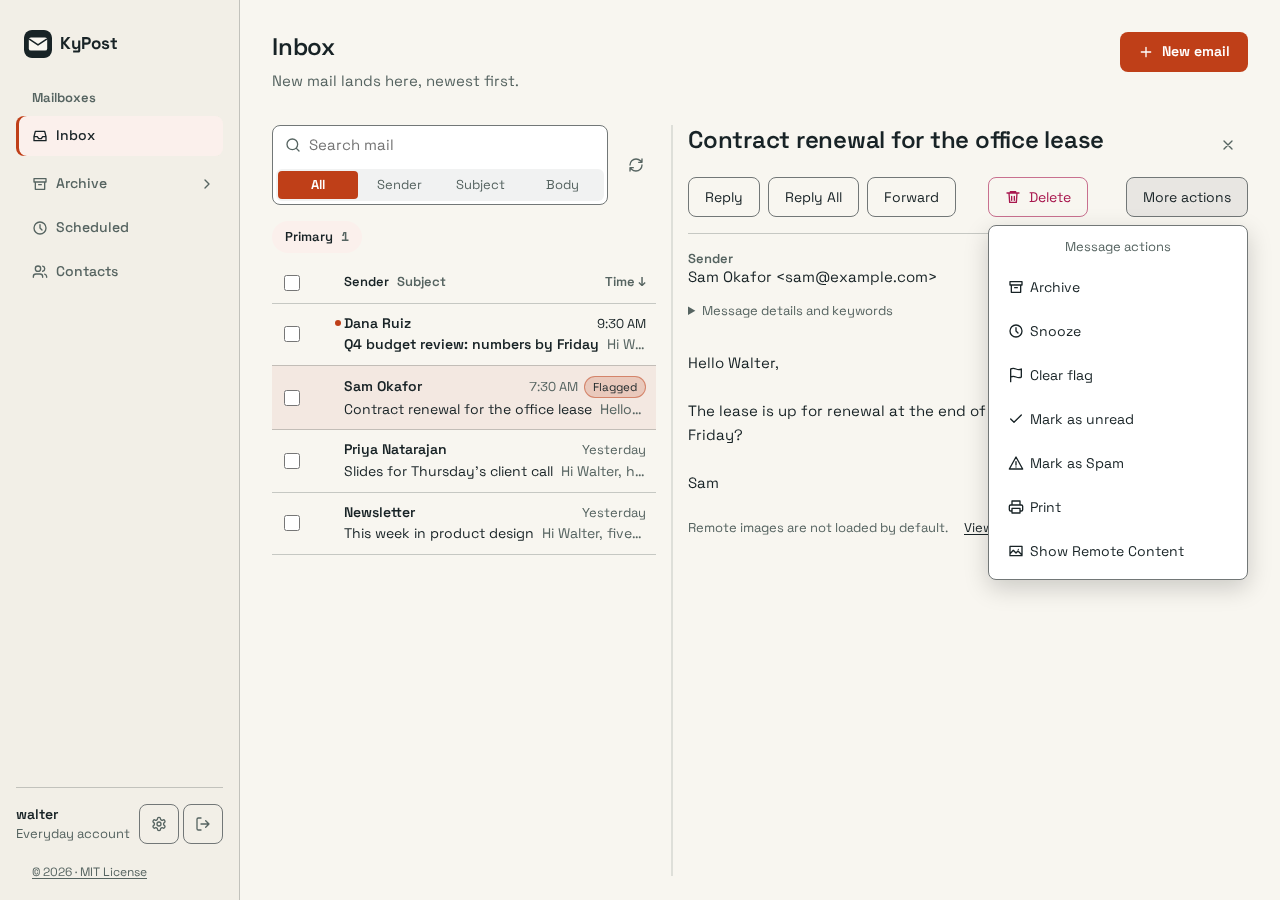 KyPost
Mailboxes
Inbox
Archive
Scheduled
Contacts
walter
Everyday account
© 2026 · MIT License
Inbox
New mail lands here, newest first.
New email
Search mail
All Sender Subject Body
Primary 1
Sender Subject Time ↓
Dana Ruiz 9:30 AM
Q4 budget review: numbers by Friday Hi W…
Sam Okafor 7:30 AM Flagged
Contract renewal for the office lease Hello…
Priya Natarajan Yesterday
Slides for Thursday's client call Hi Walter, h…
Newsletter Yesterday
This week in product design Hi Walter, five…
Contract renewal for the office lease
Reply Reply All Forward Delete More actions
Sender
Sam Okafor <sam@example.com>
Message details and keywords
Hello Walter,
The lease is up for renewal at the end of
Friday?
Sam
Remote images are not loaded by default. View
Message actions
Archive
Snooze
Clear flag
Mark as unread
Mark as Spam
Print
Show Remote Content